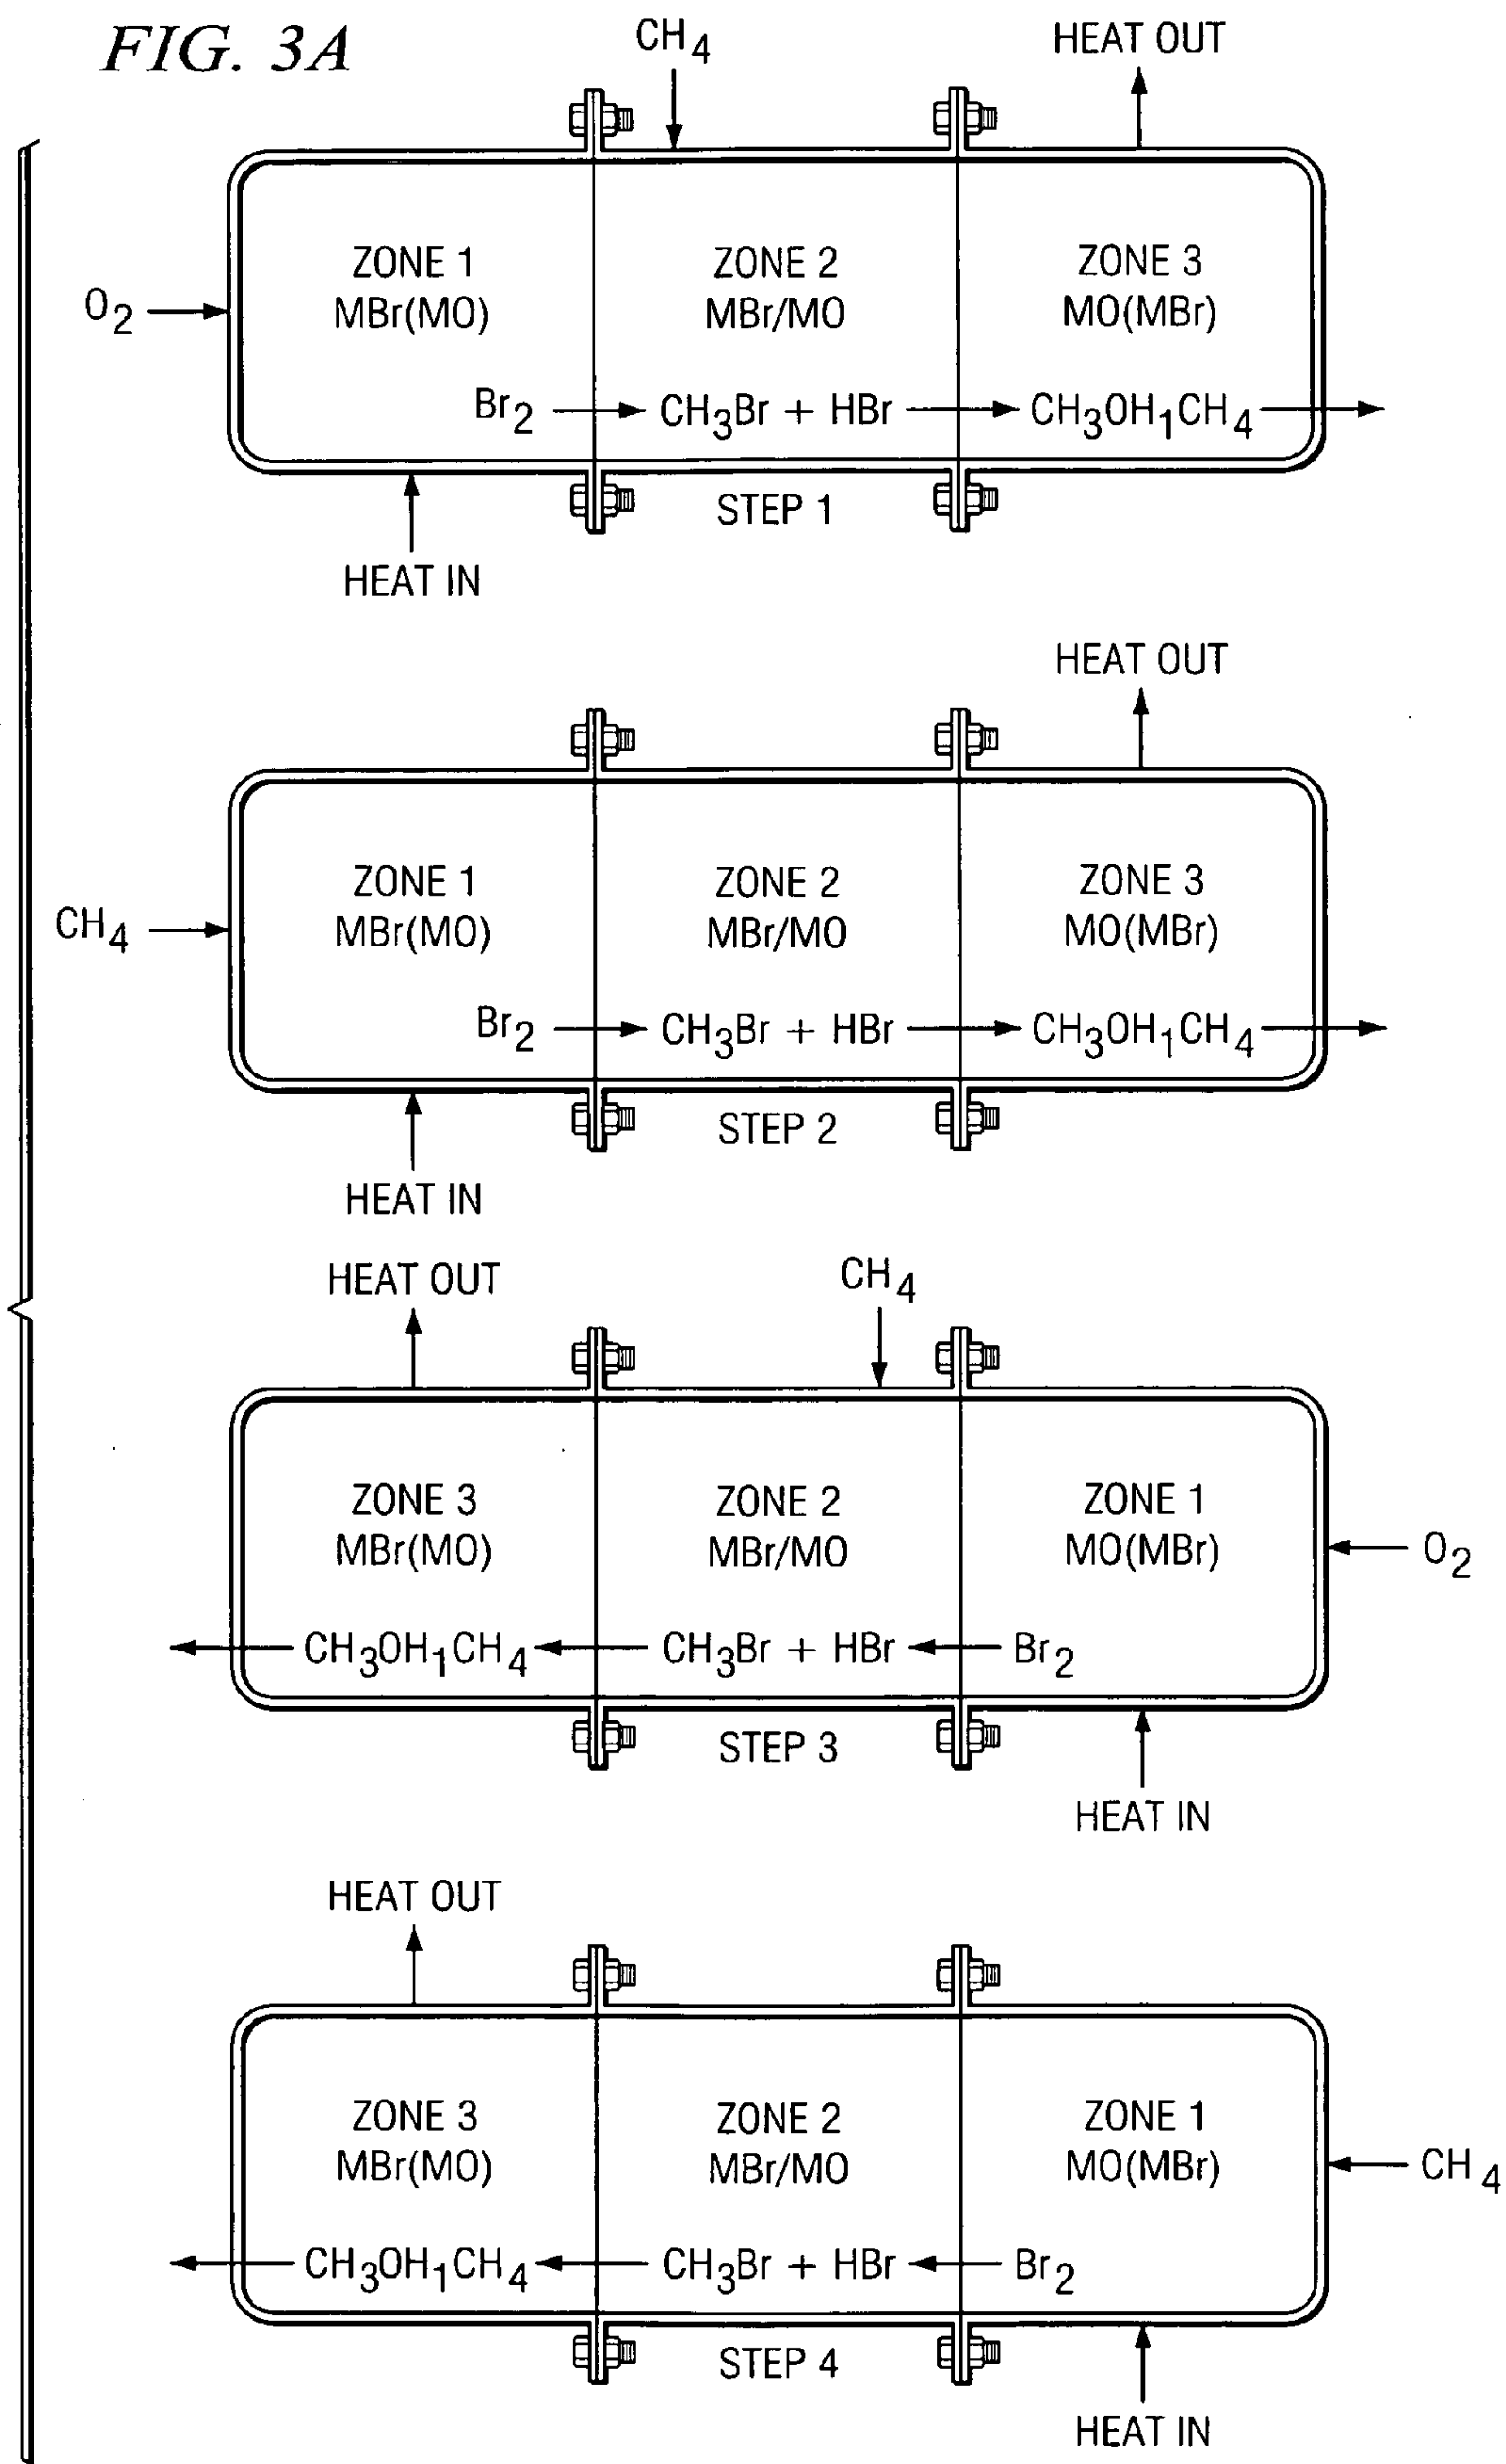 FIG. 3A
CH4
HEAT OUT
ZONE 1
MBr(MO)
ZONE 2
MBr/MO
ZONE 3
MO(MBr)
O2
Br2
CH3Br + HBr
CH3OH1CH4
STEP 1
HEAT IN
HEAT OUT
ZONE 1
MBr(MO)
ZONE 2
MBr/MO
ZONE 3
MO(MBr)
CH4
Br2
CH3Br + HBr
CH3OH1CH4
STEP 2
HEAT IN
HEAT OUT
CH4
ZONE 3
MBr(MO)
ZONE 2
MBr/MO
ZONE 1
MO(MBr)
O2
CH3OH1CH4
CH3Br + HBr
Br2
STEP 3
HEAT IN
HEAT OUT
ZONE 3
MBr(MO)
ZONE 2
MBr/MO
ZONE 1
MO(MBr)
CH4
CH3OH1CH4
CH3Br + HBr
Br2
STEP 4
HEAT IN